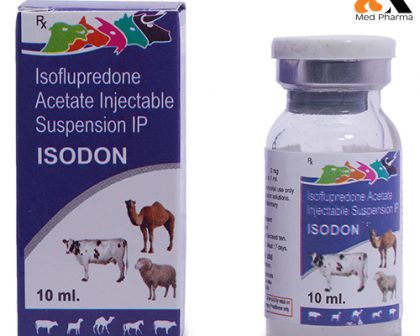 Med Pharma
Rx
Isoflupredone
Acetate Injectable
Suspension IP
ISODON
10 ml.
Rx
Isoflupredone Acetate
Injectable Suspension IP
ISODON
10 ml.